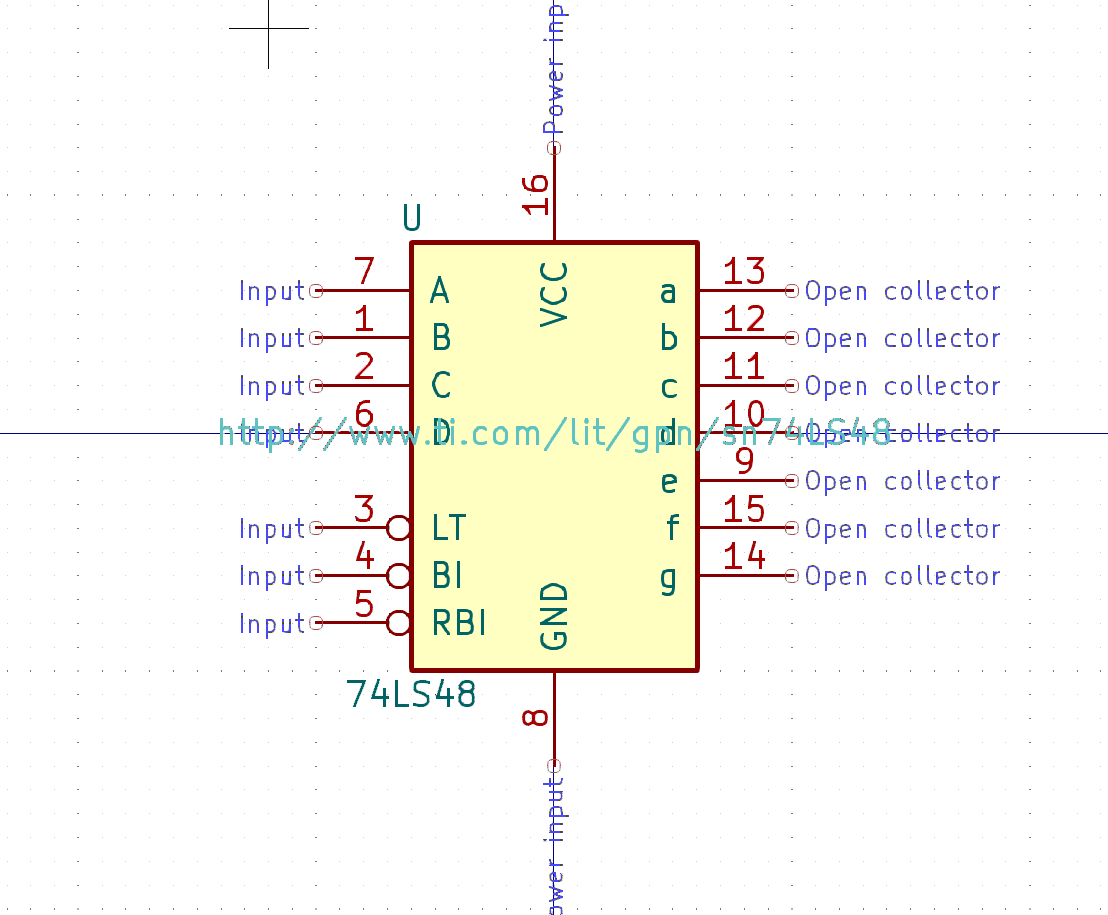 Power inp
16
U
VCC
Input 7 A a 13 Open collector
Input 1 B b 12 Open collector
Input 2 C c 11 Open collector
Input 6 D d 10 Open collector
http://www.ti.com/lit/gpn/sn74LS48
e 9 Open collector
Input 3 LT f 15 Open collector
Input 4 BI g 14 Open collector
Input 5 RBI
GND
74LS48
8
ower input